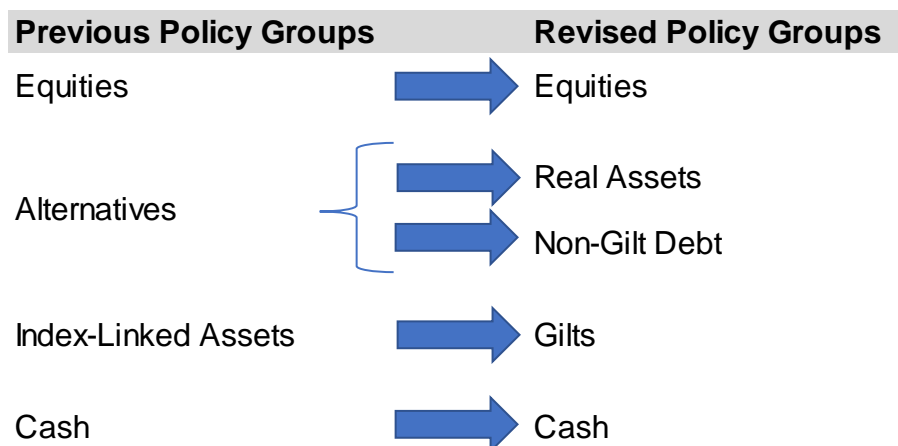 Previous Policy Groups Revised Policy Groups
Equities Equities
Real Assets
Alternatives
Non-Gilt Debt
Index-Linked Assets Gilts
Cash Cash